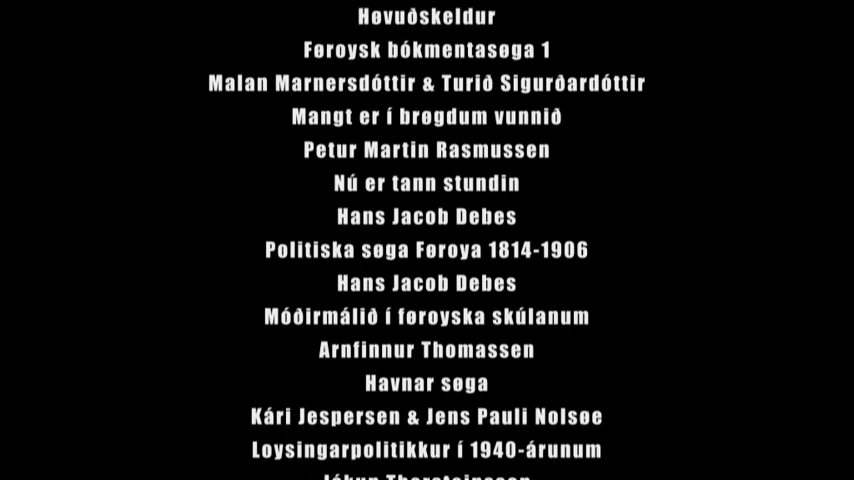 Høvuðskeldur
Føroysk bókmentasøga 1
Malan Marnersdóttir & Turið Sigurðardóttir
Mangt er í brøgdum vunnið
Petur Martin Rasmussen
Nú er tann stundin
Hans Jacob Debes
Politiska søga Føroya 1814-1906
Hans Jacob Debes
Móðirmálið í føroyska skúlanum
Arnfinnur Thomassen
Havnar søga
Kári Jespersen & Jens Pauli Nolsøe
Loysingarpolitikkur í 1940-árunum